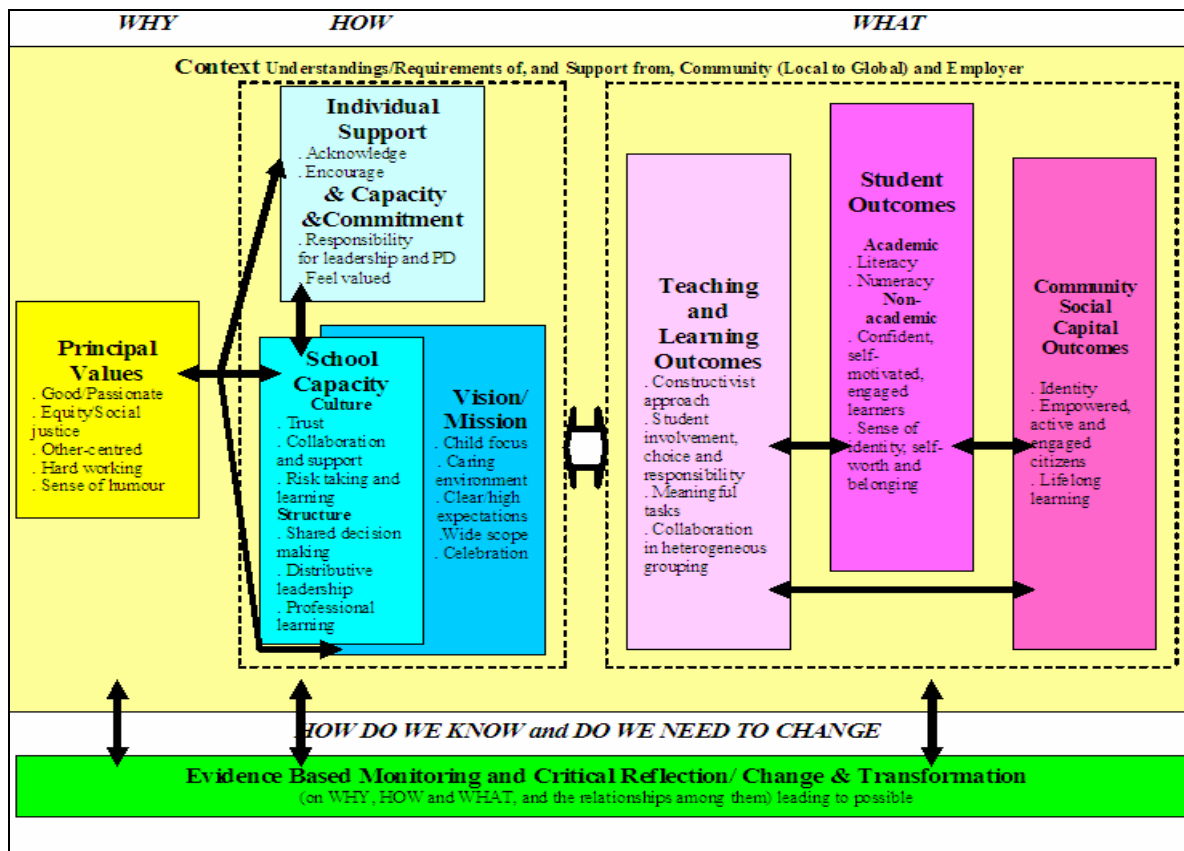 WHY
HOW
WHAT
Context Understandings/Requirements of, and Support from, Community (Local to Global) and Employer
Principal
Values
. Good/Passionate
. Equity/Social
justice
. Other-centred
. Hard working
. Sense of humour
Individual
Support
. Acknowledge
. Encourage
& Capacity
&Commitment
. Responsibility
for leadership and PD
. Feel valued
School
Capacity
Culture
. Trust
. Collaboration
and support
. Risk taking and
learning
Structure
. Shared decision
making
. Distributive
leadership
. Professional
learning
Vision/
Mission
. Child focus
. Caring
environment
. Clear/high
expectations
. Wide scope
. Celebration
Teaching
and
Learning
Outcomes
. Constructivist
approach
. Student
involvement,
choice and
responsibility
. Meaningful
tasks
. Collaboration
in heterogeneous
grouping
Student
Outcomes
Academic
. Literacy
. Numeracy
Non-
academic
. Confident,
self-
motivated,
engaged
learners
. Sense of
identity, self-
worth and
belonging
Community
Social
Capital
Outcomes
. Identity
. Empowered,
active and
engaged
citizens
. Lifelong
learning
HOW DO WE KNOW and DO WE NEED TO CHANGE
Evidence Based Monitoring and Critical Reflection/ Change & Transformation
(on WHY, HOW and WHAT, and the relationships among them) leading to possible